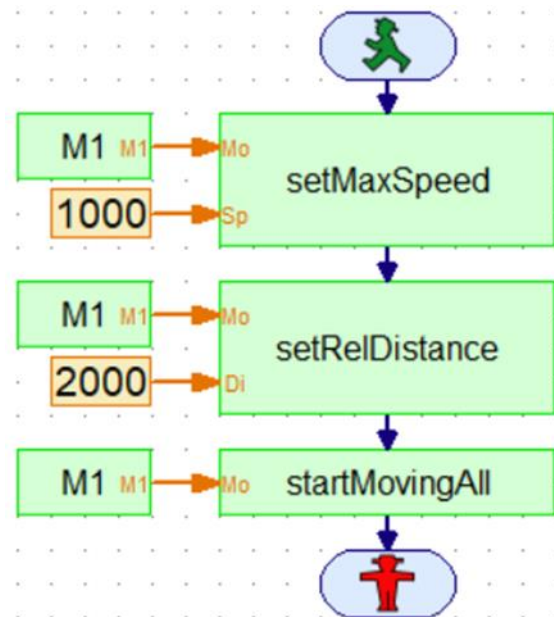 M1 M1 Mo
setMaxSpeed
1000 Sp
M1 M1 Mo
setRelDistance
2000 Di
M1 M1 Mo startMovingAll